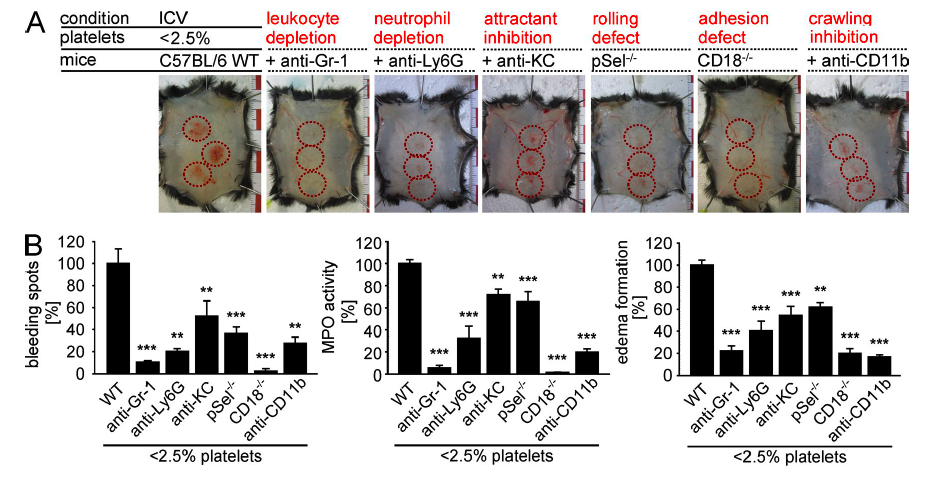 A
condition ICV leukocyte neutrophil attractant rolling adhesion crawling
platelets <2.5% depletion depletion inhibition defect defect inhibition
mice C57BL/6 WT + anti-Gr-1 + anti-Ly6G + anti-KC pSel-/- CD18-/- + anti-CD11b
B
bleeding spots
[%]
120
100
80
60
40
20
0
*** ** ** *** *** **
WT anti-Gr-1 anti-Ly6G anti-KC pSel-/- CD18-/- anti-CD11b
<2.5% platelets
MPO activity
[%]
120
100
80
60
40
20
0
*** *** ** *** *** ***
WT anti-Gr-1 anti-Ly6G anti-KC pSel-/- CD18-/- anti-CD11b
<2.5% platelets
edema formation
[%]
120
100
80
60
40
20
0
*** *** *** ** *** ***
WT anti-Gr-1 anti-Ly6G anti-KC pSel-/- CD18-/- anti-CD11b
<2.5% platelets